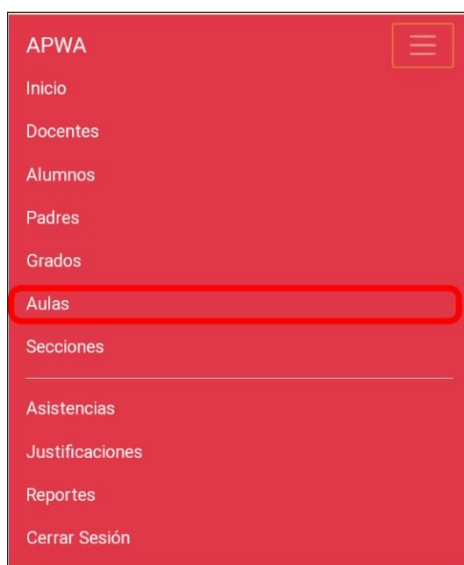 APWA
Inicio
Docentes
Alumnos
Padres
Grados
Aulas
Secciones
Asistencias
Justificaciones
Reportes
Cerrar Sesión